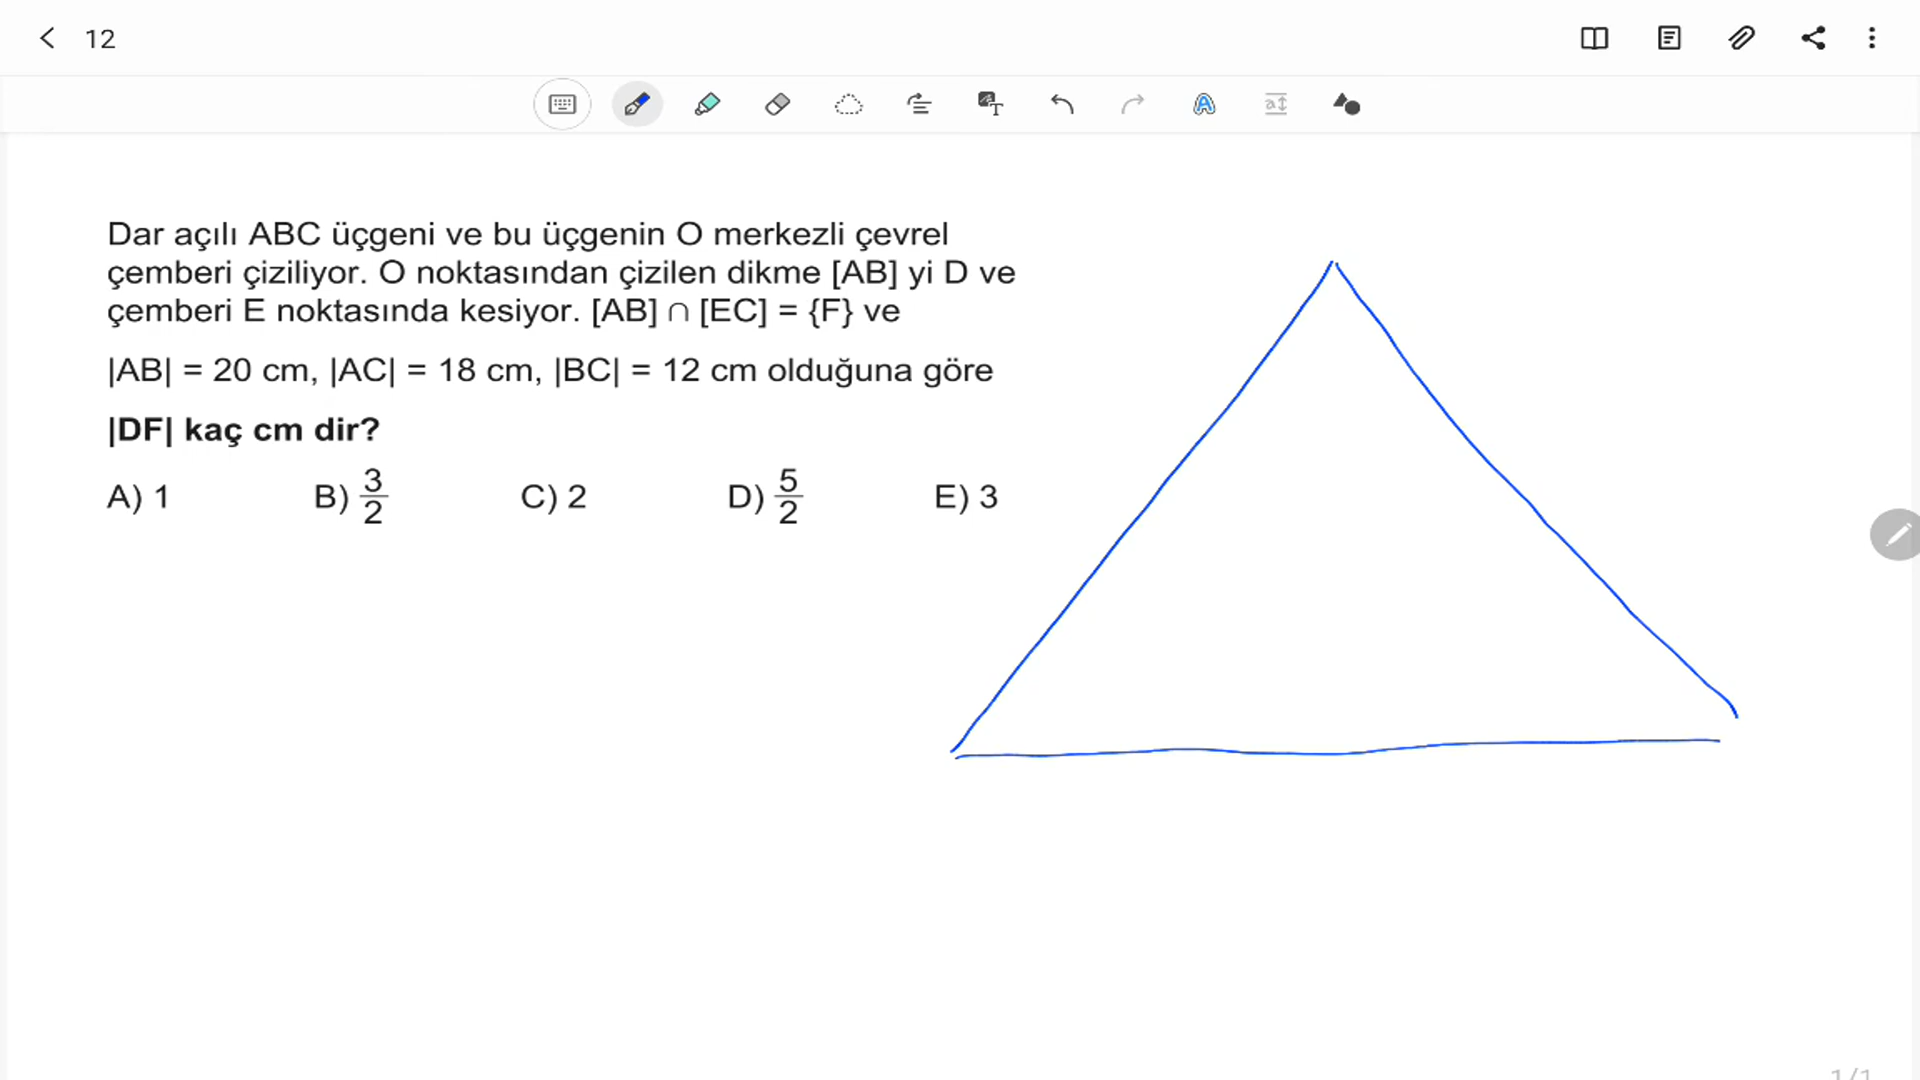 12
Dar açılı ABC üçgeni ve bu üçgenin O merkezli çevrel
çemberi çiziliyor. O noktasından çizilen dikme [AB] yi D ve
çemberi E noktasında kesiyor. [AB] ∩ [EC] = {F} ve
|AB| = 20 cm, |AC| = 18 cm, |BC| = 12 cm olduğuna göre
|DF| kaç cm dir?
A) 1 B) 3/2 C) 2 D) 5/2 E) 3
1/1